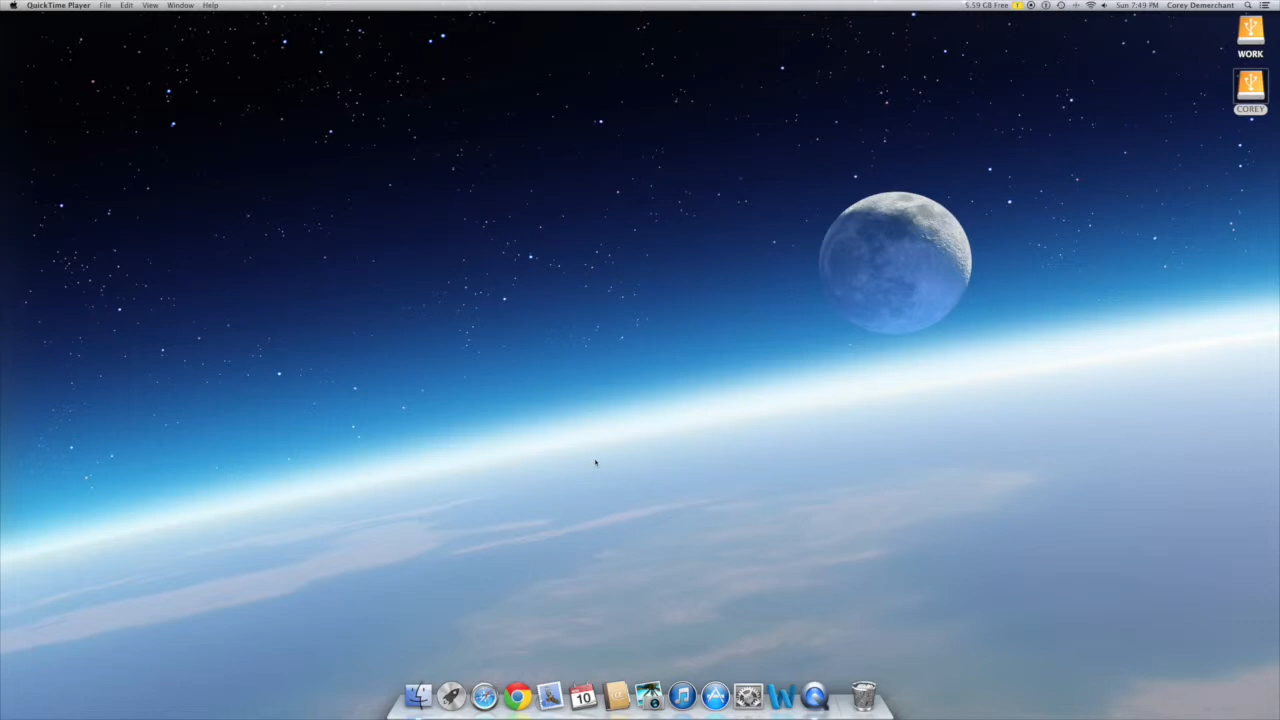 QuickTime Player File Edit View Window Help 5.59 GB Free Sun 7:49 PM Corey Demerchant
WORK
COREY
10